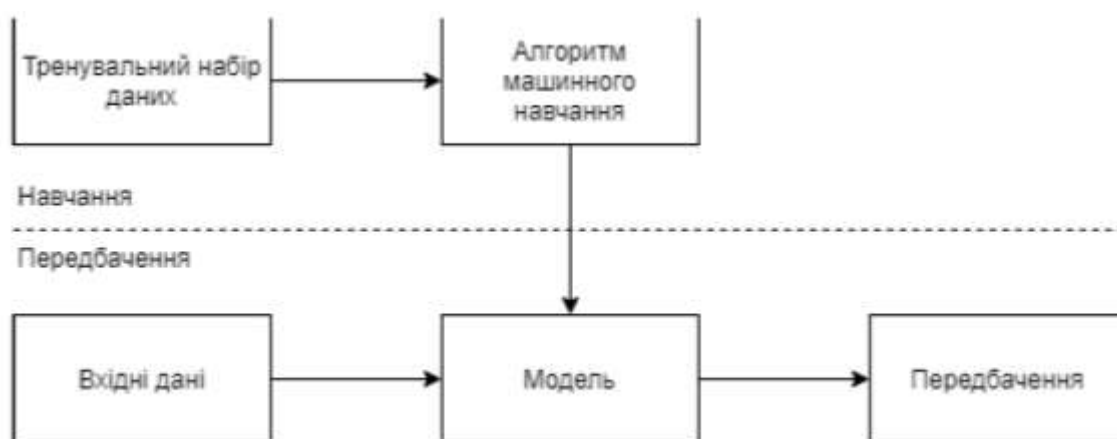 Тренувальний набір
даних
Алгоритм
машинного
навчання
Навчання
Передбачення
Вхідні дані
Модель
Передбачення